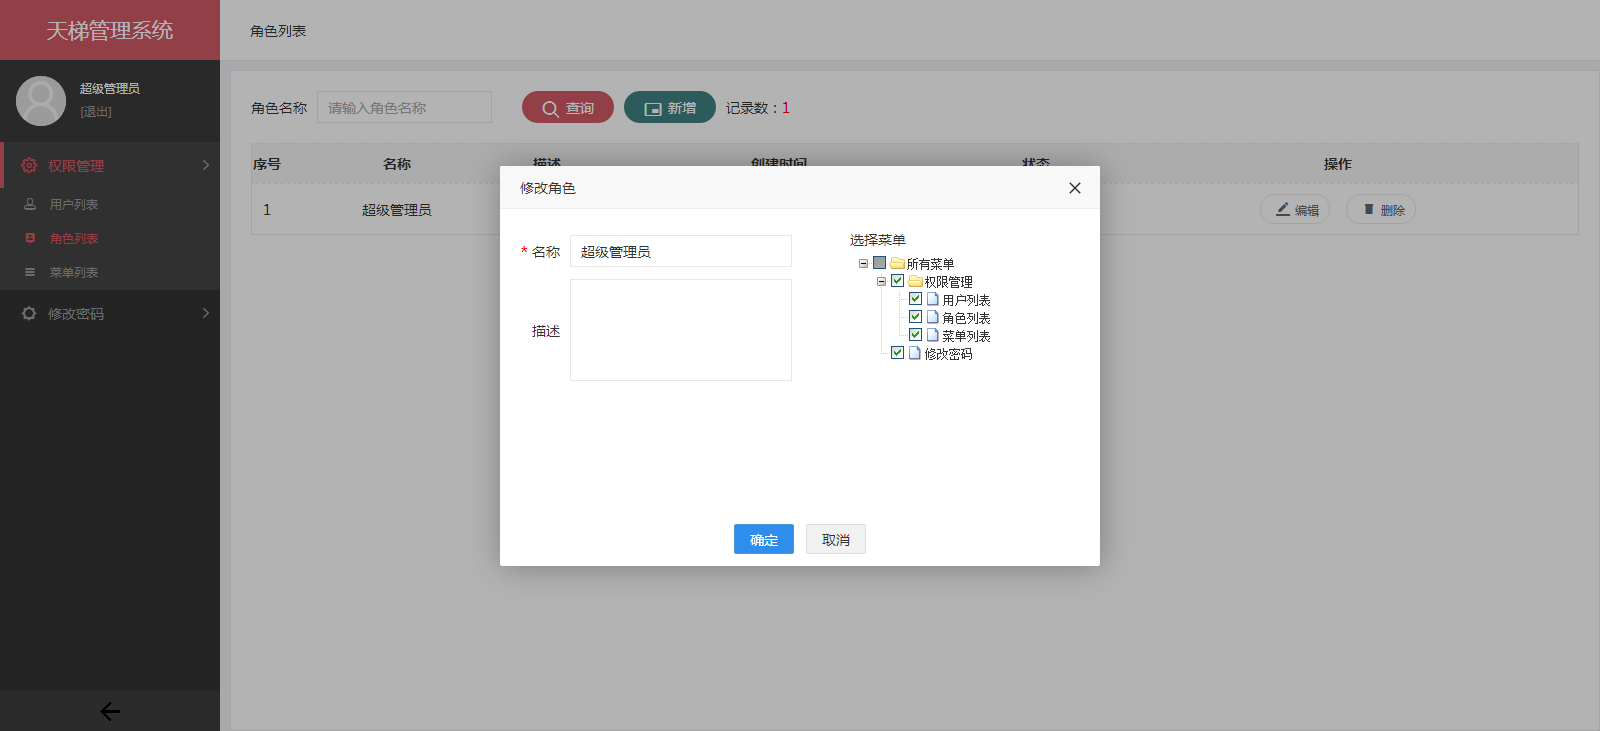 天梯管理系统
角色列表
超级管理员
[退出]
权限管理
用户列表
角色列表
菜单列表
修改密码
角色名称 请输入角色名称 查询 新增 记录数：1
序号 名称 描述 创建时间 状态 操作
1 超级管理员 编辑 删除
修改角色
* 名称 超级管理员
描述
选择菜单
所有菜单
权限管理
用户列表
角色列表
菜单列表
修改密码
确定 取消